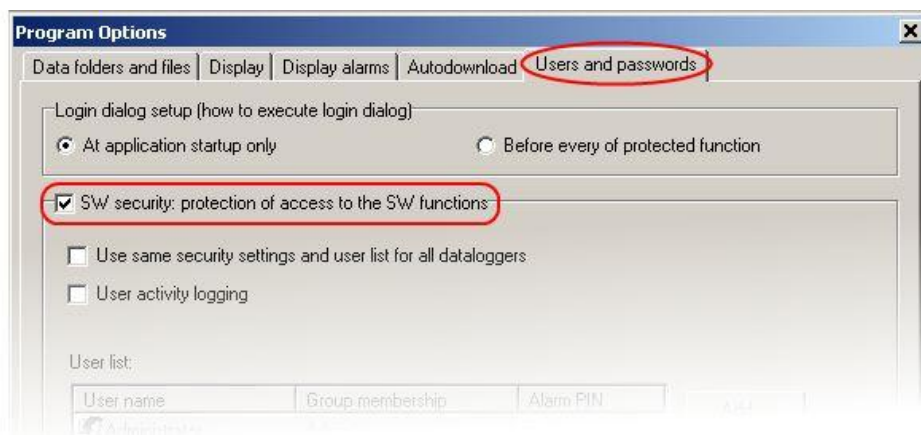 Program Options
Data folders and files Display Display alarms Autodownload Users and passwords
Login dialog setup (how to execute login dialog)
At application startup only Before every of protected function
SW security: protection of access to the SW functions
Use same security settings and user list for all dataloggers
User activity logging
User list:
User name Group membership Alarm PIN
Administrator